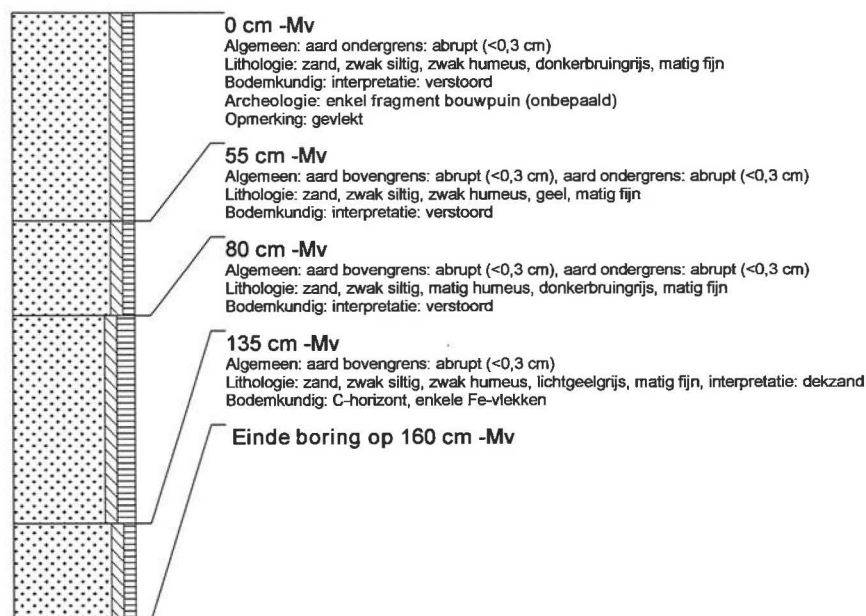 0 cm -Mv
Algemeen: aard ondergrens: abrupt (<0,3 cm)
Lithologie: zand, zwak siltig, zwak humeus, donkerbruingrijs, matig fijn
Bodemkundig: interpretatie: verstoord
Archeologie: enkel fragment bouwpuin (onbepaald)
Opmerking: gevlekt
55 cm -Mv
Algemeen: aard bovengrens: abrupt (<0,3 cm), aard ondergrens: abrupt (<0,3 cm)
Lithologie: zand, zwak siltig, zwak humeus, geel, matig fijn
Bodemkundig: interpretatie: verstoord
80 cm -Mv
Algemeen: aard bovengrens: abrupt (<0,3 cm), aard ondergrens: abrupt (<0,3 cm)
Lithologie: zand, zwak siltig, matig humeus, donkerbruingrijs, matig fijn
Bodemkundig: interpretatie: verstoord
135 cm -Mv
Algemeen: aard bovengrens: abrupt (<0,3 cm)
Lithologie: zand, zwak siltig, zwak humeus, lichtgeelgrijs, matig fijn, interpretatie: dekzand
Bodemkundig: C-horizont, enkele Fe-vlekken
Einde boring op 160 cm -Mv